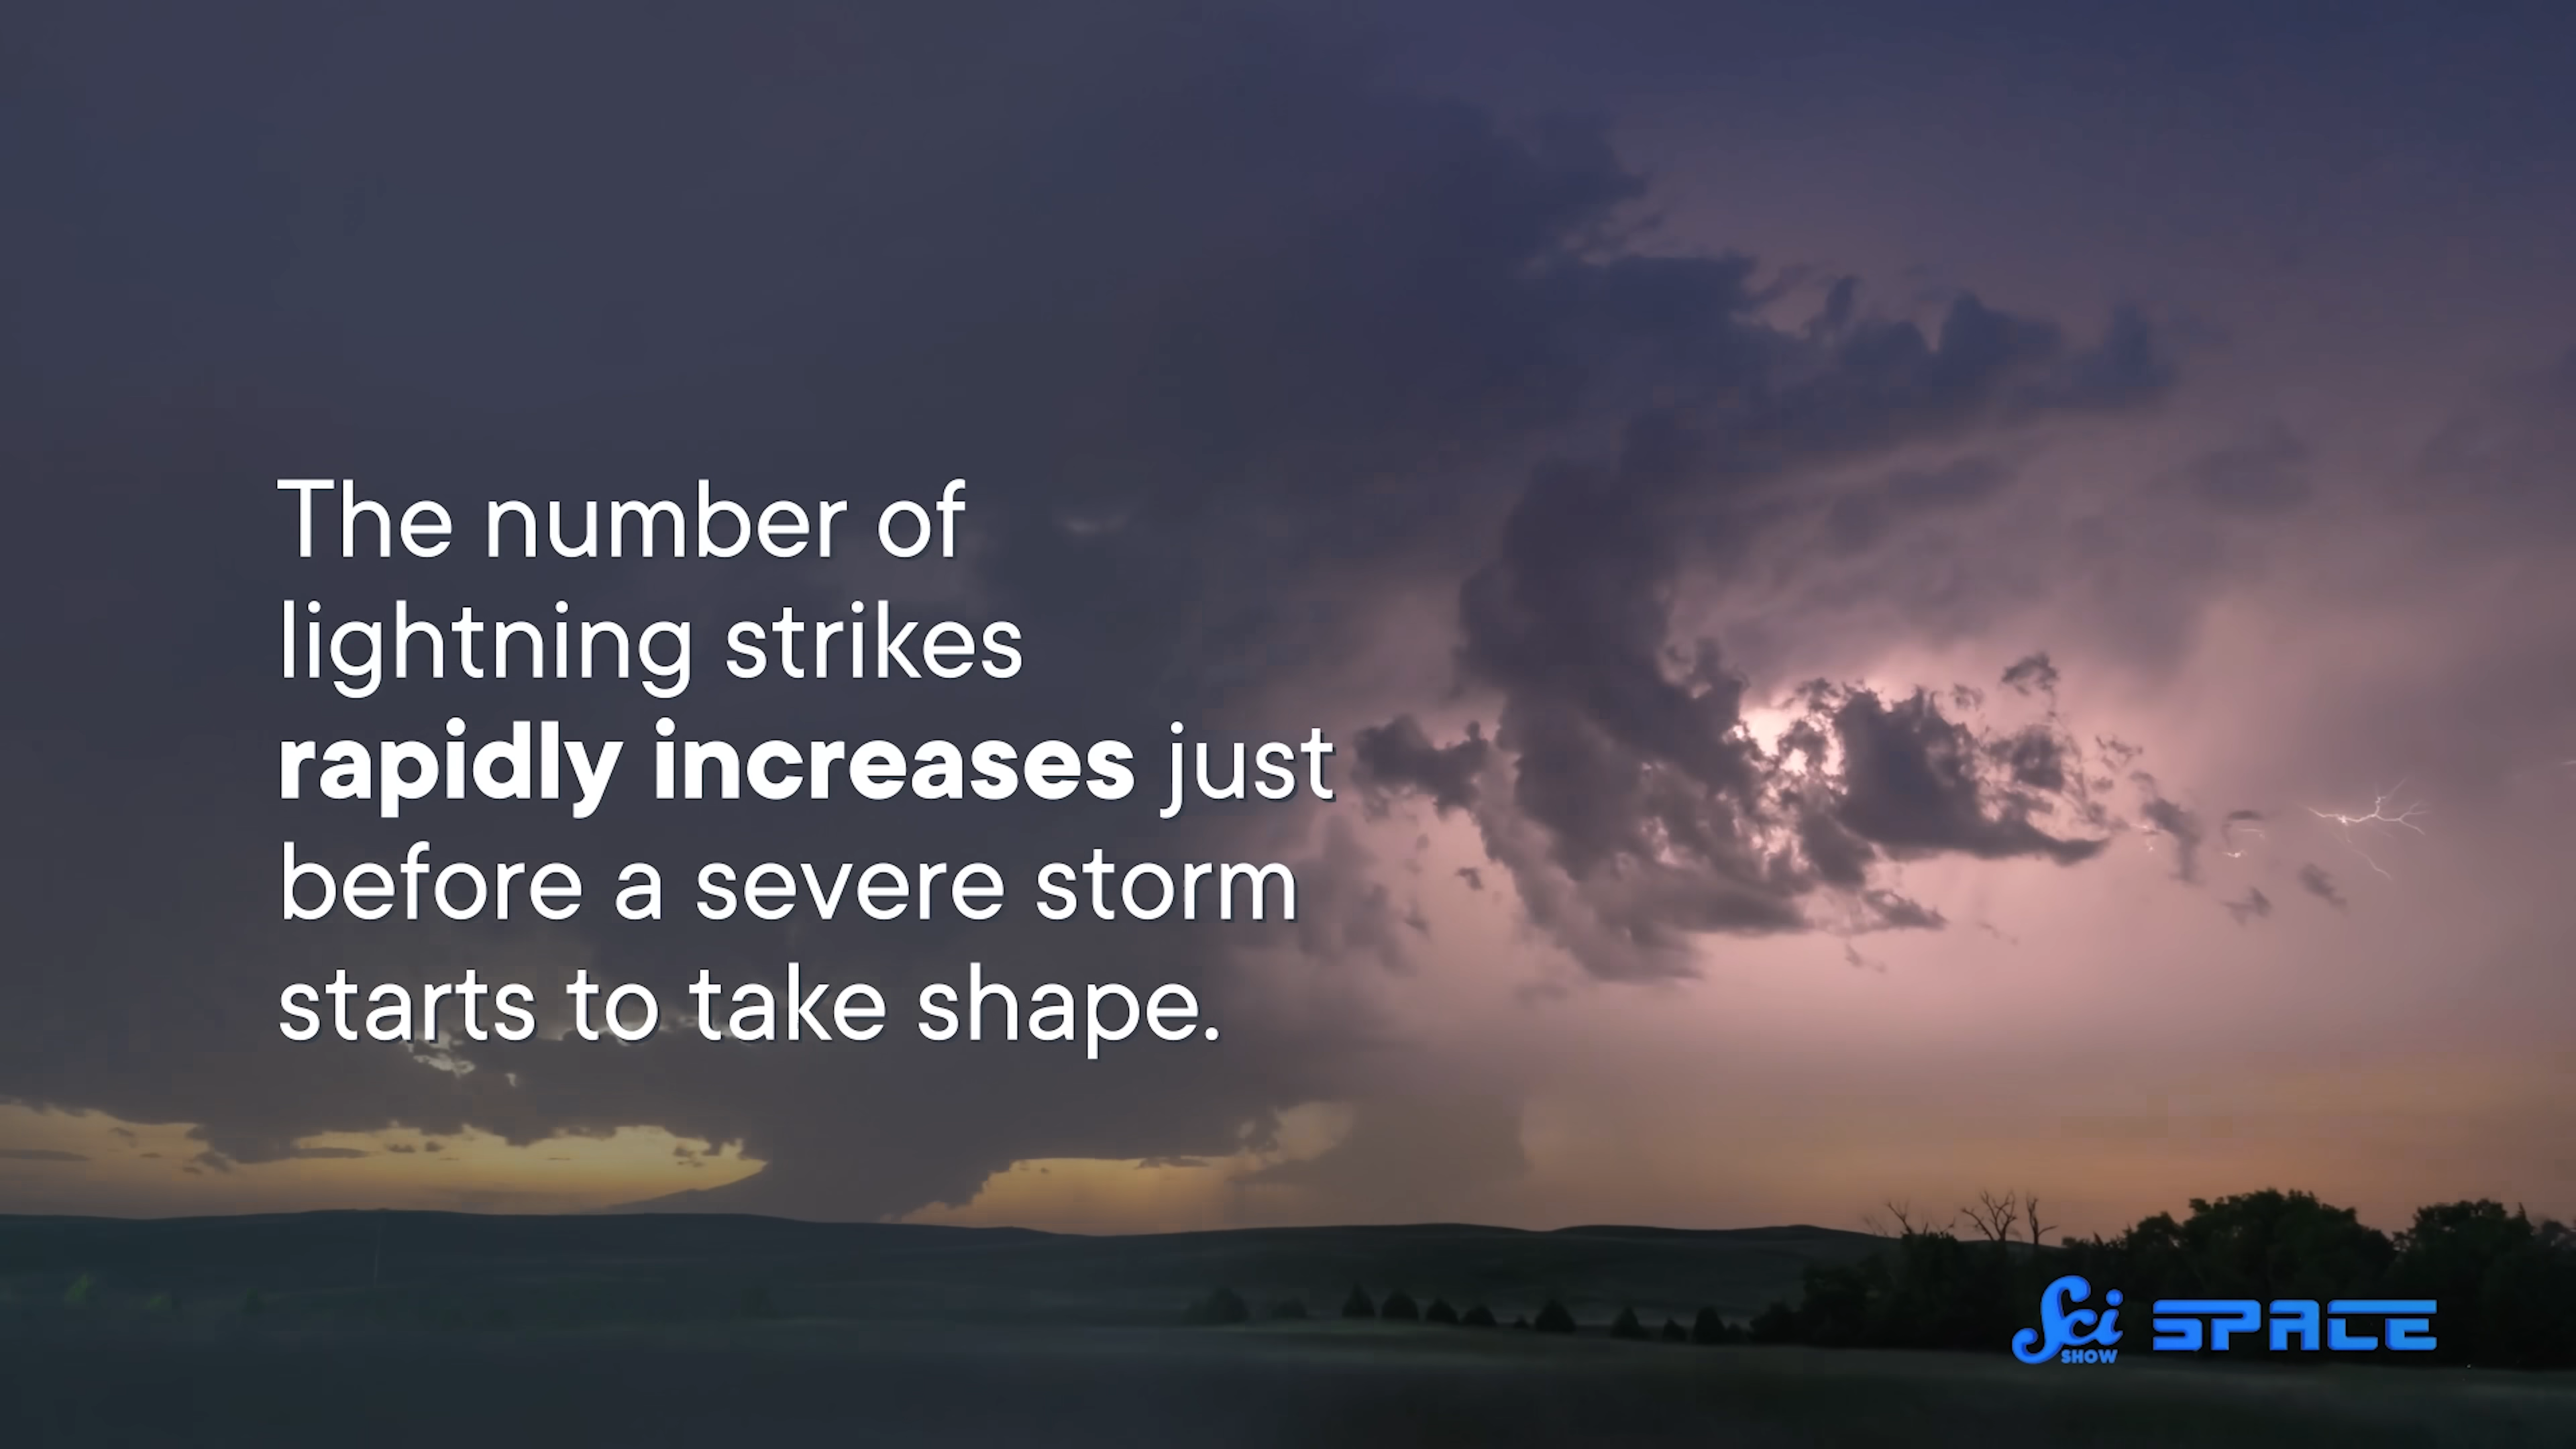 The number of
lightning strikes
rapidly increases just
before a severe storm
starts to take shape.
Sci SHOW SPACE